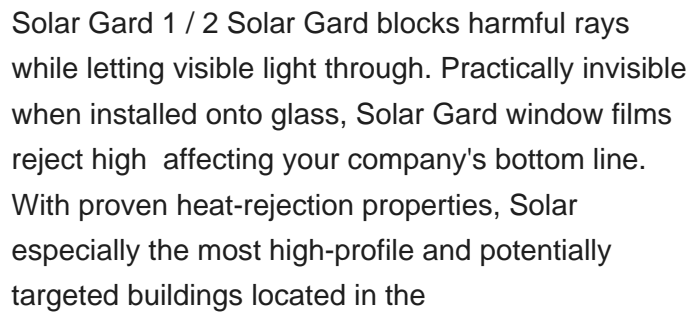 Solar Gard 1 / 2 Solar Gard blocks harmful rays
while letting visible light through. Practically invisible
when installed onto glass, Solar Gard window films
reject high  affecting your company's bottom line.
With proven heat-rejection properties, Solar
especially the most high-profile and potentially
targeted buildings located in the